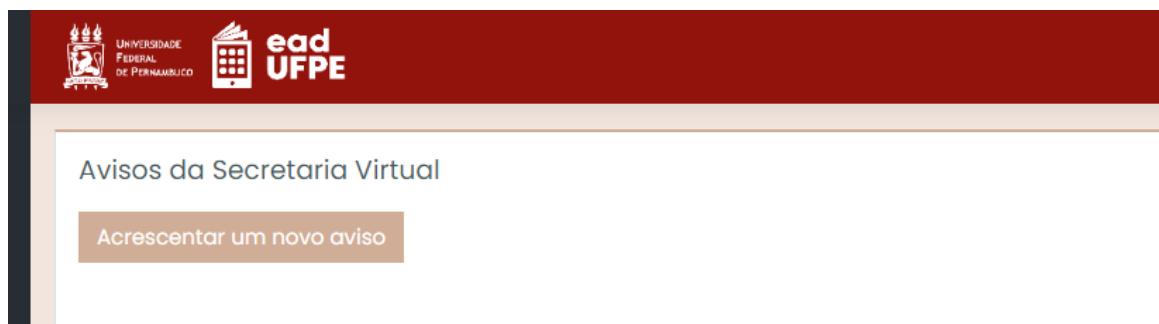 UNIVERSIDADE
FEDERAL
DE PERNAMBUCO
ead
UFPE
Avisos da Secretaria Virtual
Acrescentar um novo aviso